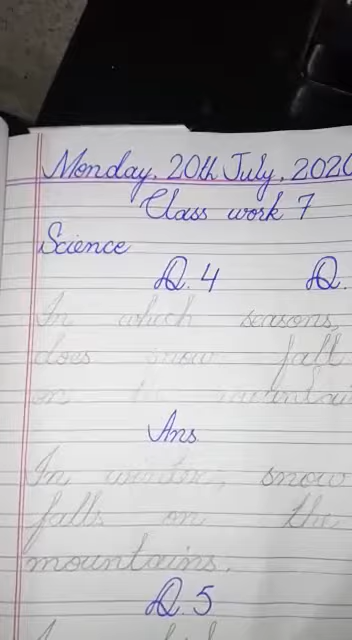 Monday, 20th July, 2020
Class work 7
Science
Q.4 Q.
In which seasons,
does snow fall
on
Ans
In winter, snow
falls on the
mountains.
Q.5